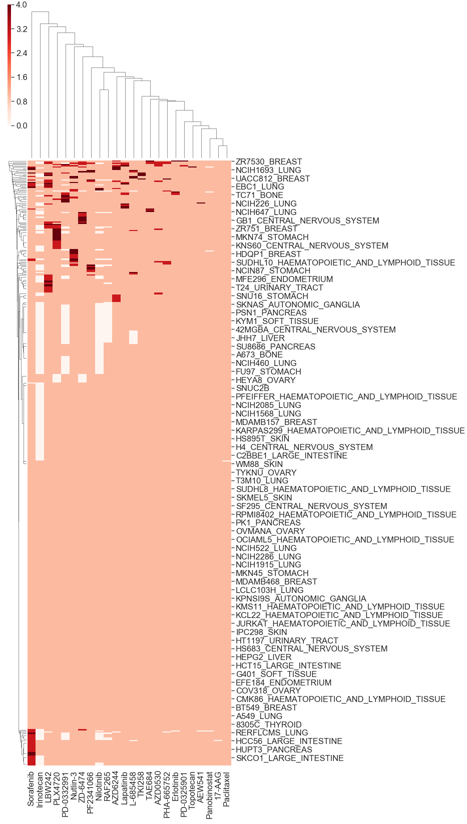 4.0
3.2
2.4
1.6
0.8
0.0
ZR7530_BREAST
NCIH1693_LUNG
UACC812_BREAST
EBC1_LUNG
TC71_BONE
NCIH226_LUNG
NCIH647_LUNG
GB1_CENTRAL_NERVOUS_SYSTEM
ZR751_BREAST
MKN74_STOMACH
KNS60_CENTRAL_NERVOUS_SYSTEM
HDQP1_BREAST
SUDHL10_HAEMATOPOIETIC_AND_LYMPHOID_TISSUE
NCIN87_STOMACH
MFE296_ENDOMETRIUM
T24_URINARY_TRACT
SNU16_STOMACH
SKNAS_AUTONOMIC_GANGLIA
PSN1_PANCREAS
KYM1_SOFT_TISSUE
42MGBA_CENTRAL_NERVOUS_SYSTEM
JHH7_LIVER
SU8686_PANCREAS
A673_BONE
NCIH460_LUNG
FU97_STOMACH
HEYA8_OVARY
SNUC2B
PFEIFFER_HAEMATOPOIETIC_AND_LYMPHOID_TISSUE
NCIH2085_LUNG
NCIH1568_LUNG
MDAMB157_BREAST
KARPAS299_HAEMATOPOIETIC_AND_LYMPHOID_TISSUE
HS895T_SKIN
H4_CENTRAL_NERVOUS_SYSTEM
C2BBE1_LARGE_INTESTINE
WM88_SKIN
TYKNU_OVARY
T3M10_LUNG
SUDHL8_HAEMATOPOIETIC_AND_LYMPHOID_TISSUE
SKMEL5_SKIN
SF295_CENTRAL_NERVOUS_SYSTEM
RPMI8402_HAEMATOPOIETIC_AND_LYMPHOID_TISSUE
PK1_PANCREAS
OVMANA_OVARY
OCIAML5_HAEMATOPOIETIC_AND_LYMPHOID_TISSUE
NCIH522_LUNG
NCIH2286_LUNG
NCIH1915_LUNG
MKN45_STOMACH
MDAMB468_BREAST
LCLC103H_LUNG
KPNSI9S_AUTONOMIC_GANGLIA
KMS11_HAEMATOPOIETIC_AND_LYMPHOID_TISSUE
KCL22_HAEMATOPOIETIC_AND_LYMPHOID_TISSUE
JURKAT_HAEMATOPOIETIC_AND_LYMPHOID_TISSUE
IPC298_SKIN
HT1197_URINARY_TRACT
HS683_CENTRAL_NERVOUS_SYSTEM
HEPG2_LIVER
HCT15_LARGE_INTESTINE
G401_SOFT_TISSUE
EFE184_ENDOMETRIUM
COV318_OVARY
CMK86_HAEMATOPOIETIC_AND_LYMPHOID_TISSUE
BT549_BREAST
A549_LUNG
8305C_THYROID
RERFLCMS_LUNG
HCC56_LARGE_INTESTINE
HUPT3_PANCREAS
SKCO1_LARGE_INTESTINE
Sorafenib
Irinotecan
LBW242
PLX4720
PD-0332991
Nutlin-3
ZD-6474
PF2341066
Nilotinib
RAF265
AZD6244
Lapatinib
L-685458
TKI258
TAE684
AZD0530
PHA-665752
Erlotinib
PD-0325901
Topotecan
AEW541
Panobinostat
17-AAG
Paclitaxel